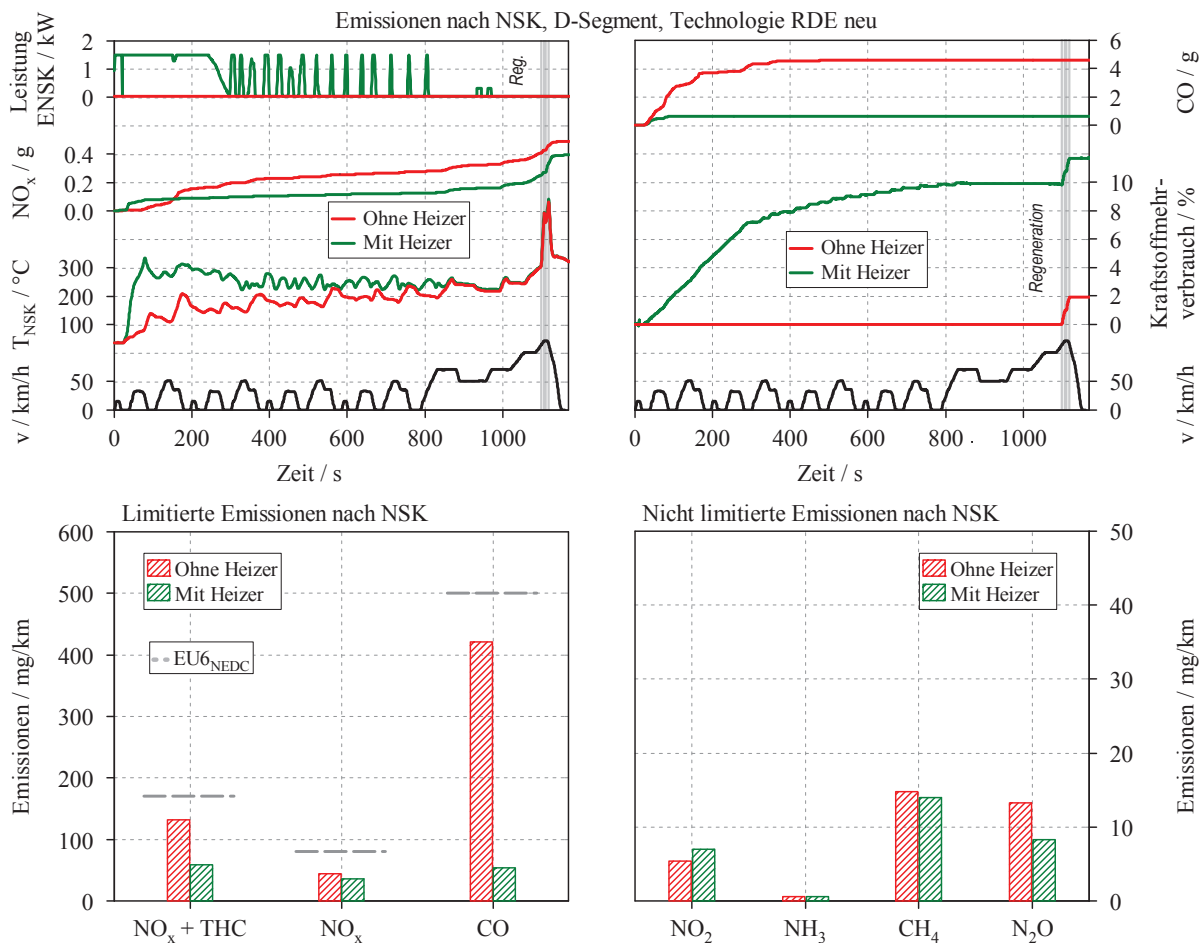 Emissionen nach NSK, D-Segment, Technologie RDE neu
Leistung
ENSK / kW
2
1
0
Reg.
NOx / g
0.4
0.2
0.0
Ohne Heizer
Mit Heizer
TNSK / °C
300
200
100
v / km/h
50
0
0 200 400 600 800 1000
Zeit / s
6
4
2
0
CO / g
10
8
6
4
2
0
Kraftstoffmehr-
verbrauch / %
Ohne Heizer
Mit Heizer
Regeneration
50
0
v / km/h
0 200 400 600 800 1000
Zeit / s
Limitierte Emissionen nach NSK
600
500
400
300
200
100
0
Emissionen / mg/km
Ohne Heizer
Mit Heizer
EU6NEDC
NOx + THC NOx CO
Nicht limitierte Emissionen nach NSK
50
40
30
20
10
0
Emissionen / mg/km
Ohne Heizer
Mit Heizer
NO2 NH3 CH4 N2O